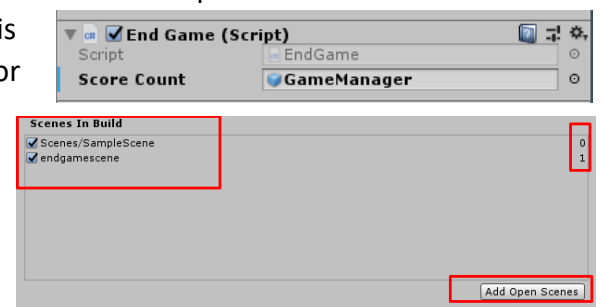 is
or
End Game (Script)
Script EndGame
Score Count GameManager
Scenes In Build
Scenes/SampleScene 0
endgamescene 1
Add Open Scenes